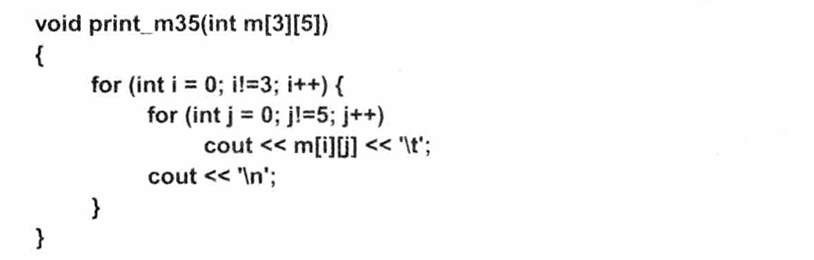 void print_m35(int m[3][5])
{
for (int i = 0; i!=3; i++) {
for (int j = 0; j!=5; j++)
cout << m[i][j] << '\t';
cout << '\n';
}
}